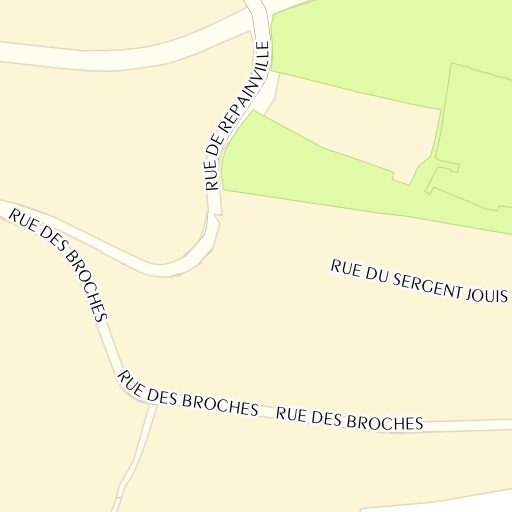 RUE DE REPAINVILLE
RUE DES BROCHES
RUE DU SERGENT JOUIS
RUE DES BROCHES
RUE DES BROCHES